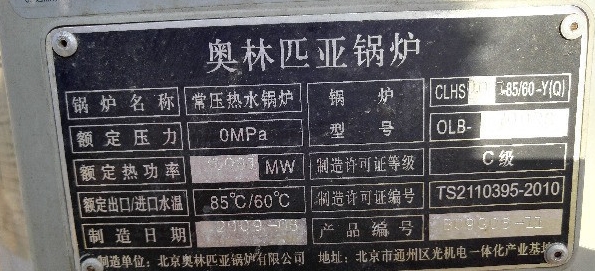 奥林匹亚锅炉
锅炉名称 常压热水锅炉 锅炉 CLHS -85/60-Y(Q)
额定压力 0MPa 型号 OLB-
额定热功率 MW 制造许可证等级 C级
额定出口/进口水温 85℃/60℃ 制造许可证编号 TS2110395-2010
制造日期 2009-03 产品编号
制造单位: 北京奥林匹亚锅炉有限公司 地址: 北京市通州区光机电一体化产业基地